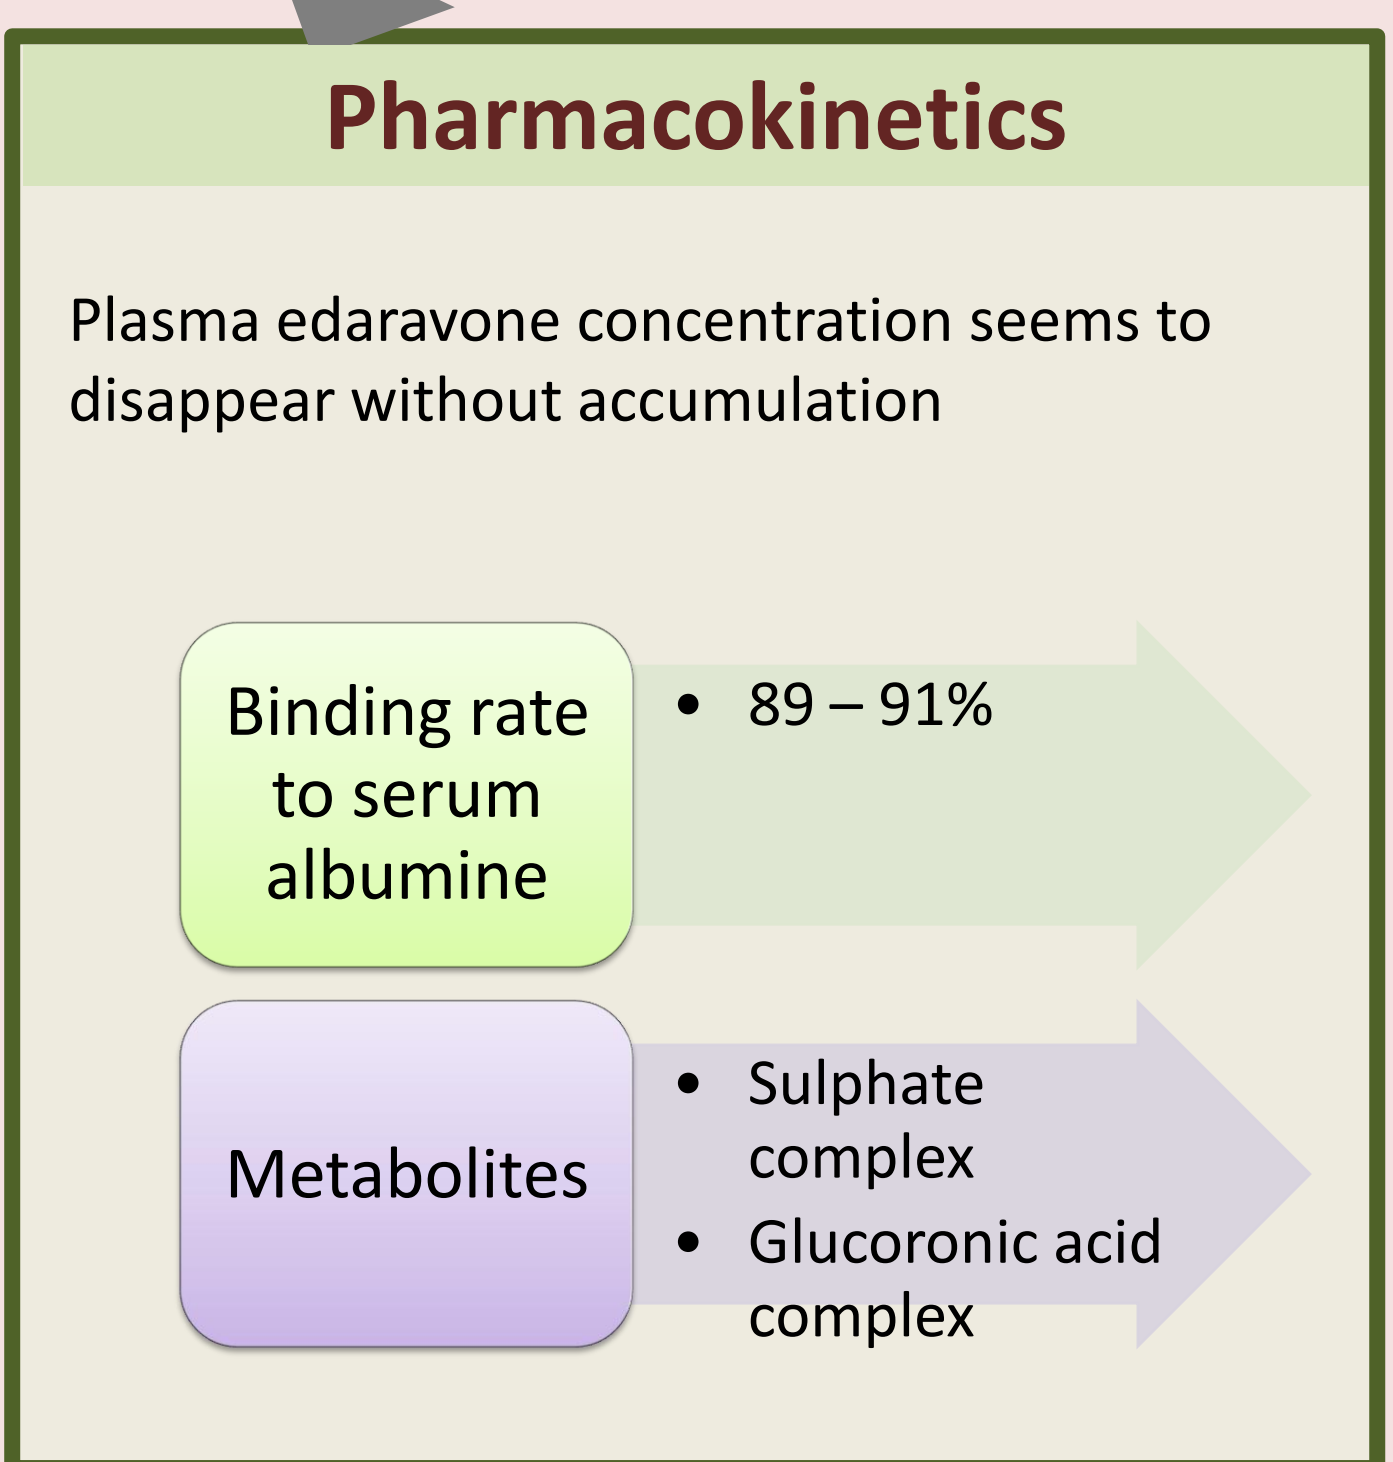 Pharmacokinetics
Plasma edaravone concentration seems to
disappear without accumulation
Binding rate
to serum
albumine
• 89 – 91%
Metabolites
• Sulphate
complex
• Glucoronic acid
complex